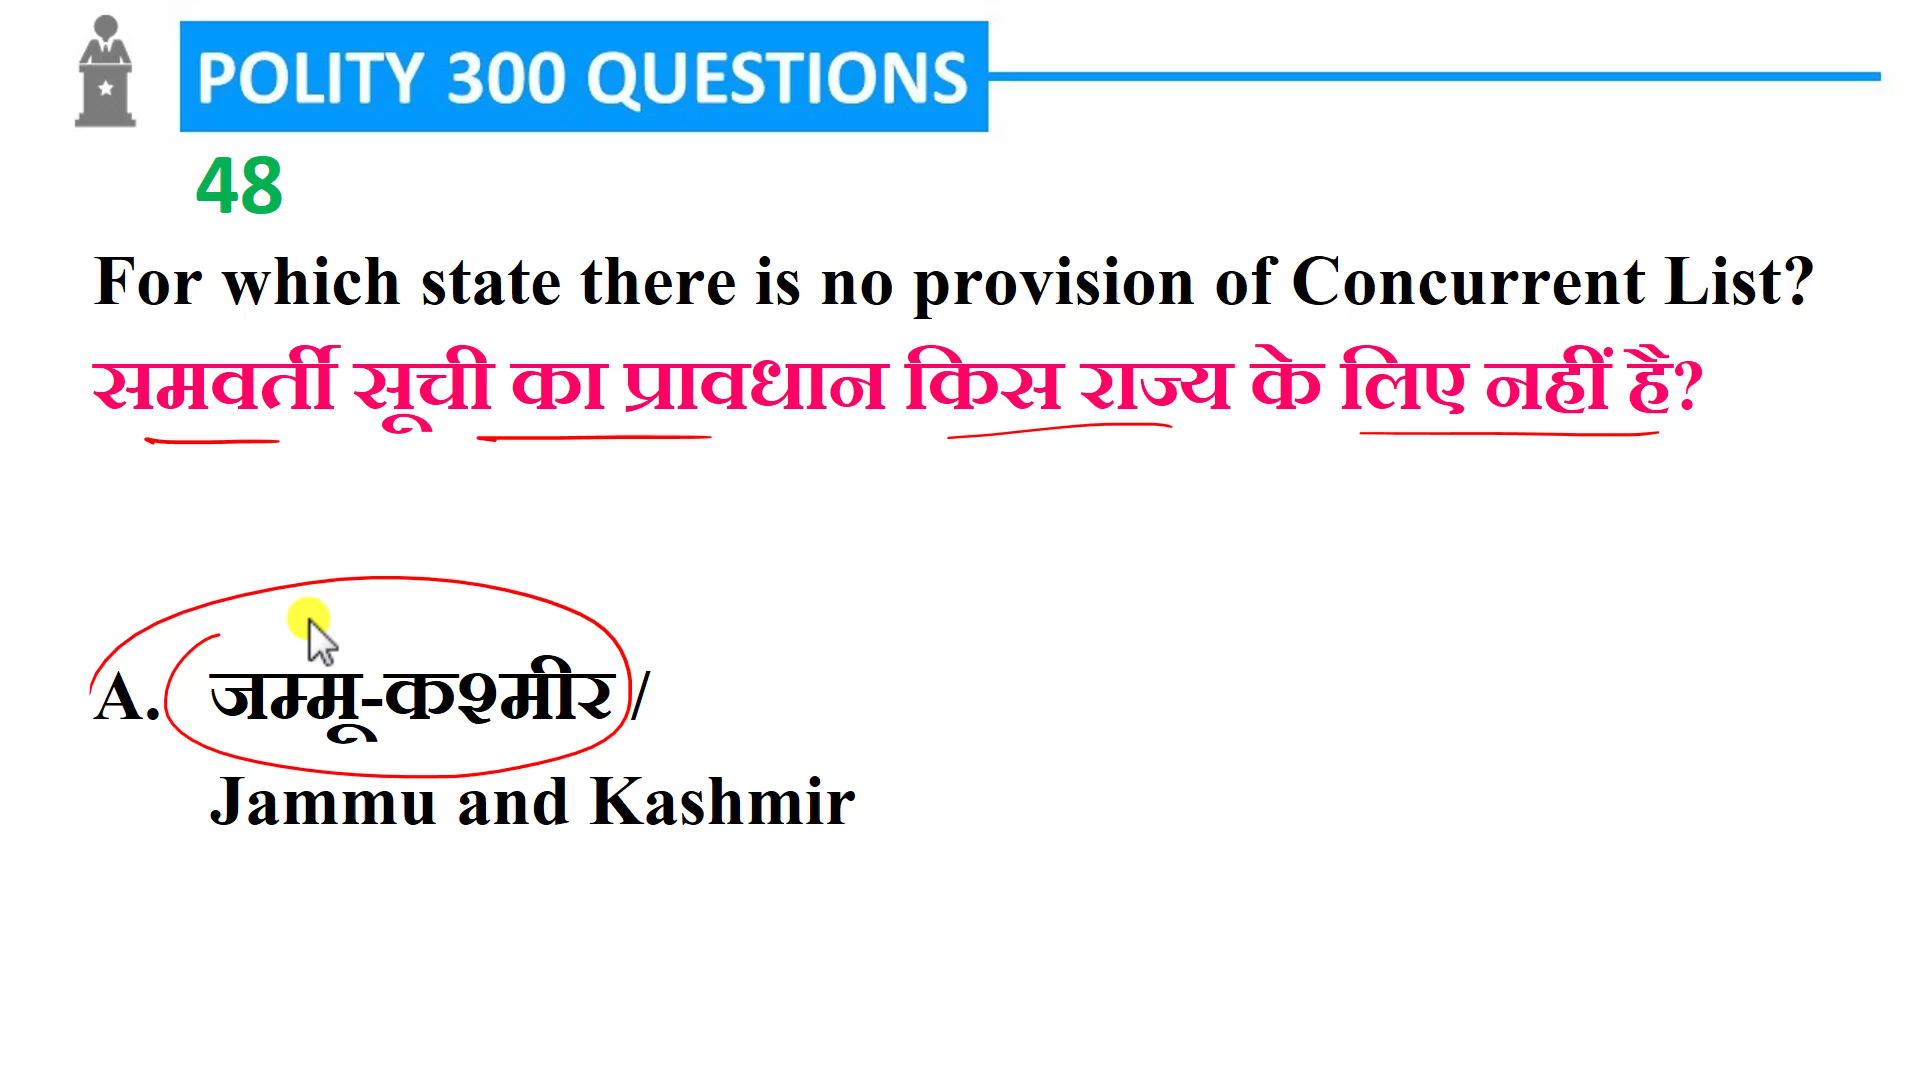 POLITY 300 QUESTIONS
48
For which state there is no provision of Concurrent List?
समवर्ती सूची का प्रावधान किस राज्य के लिए नहीं है?
A. जम्मू-कश्मीर /
Jammu and Kashmir